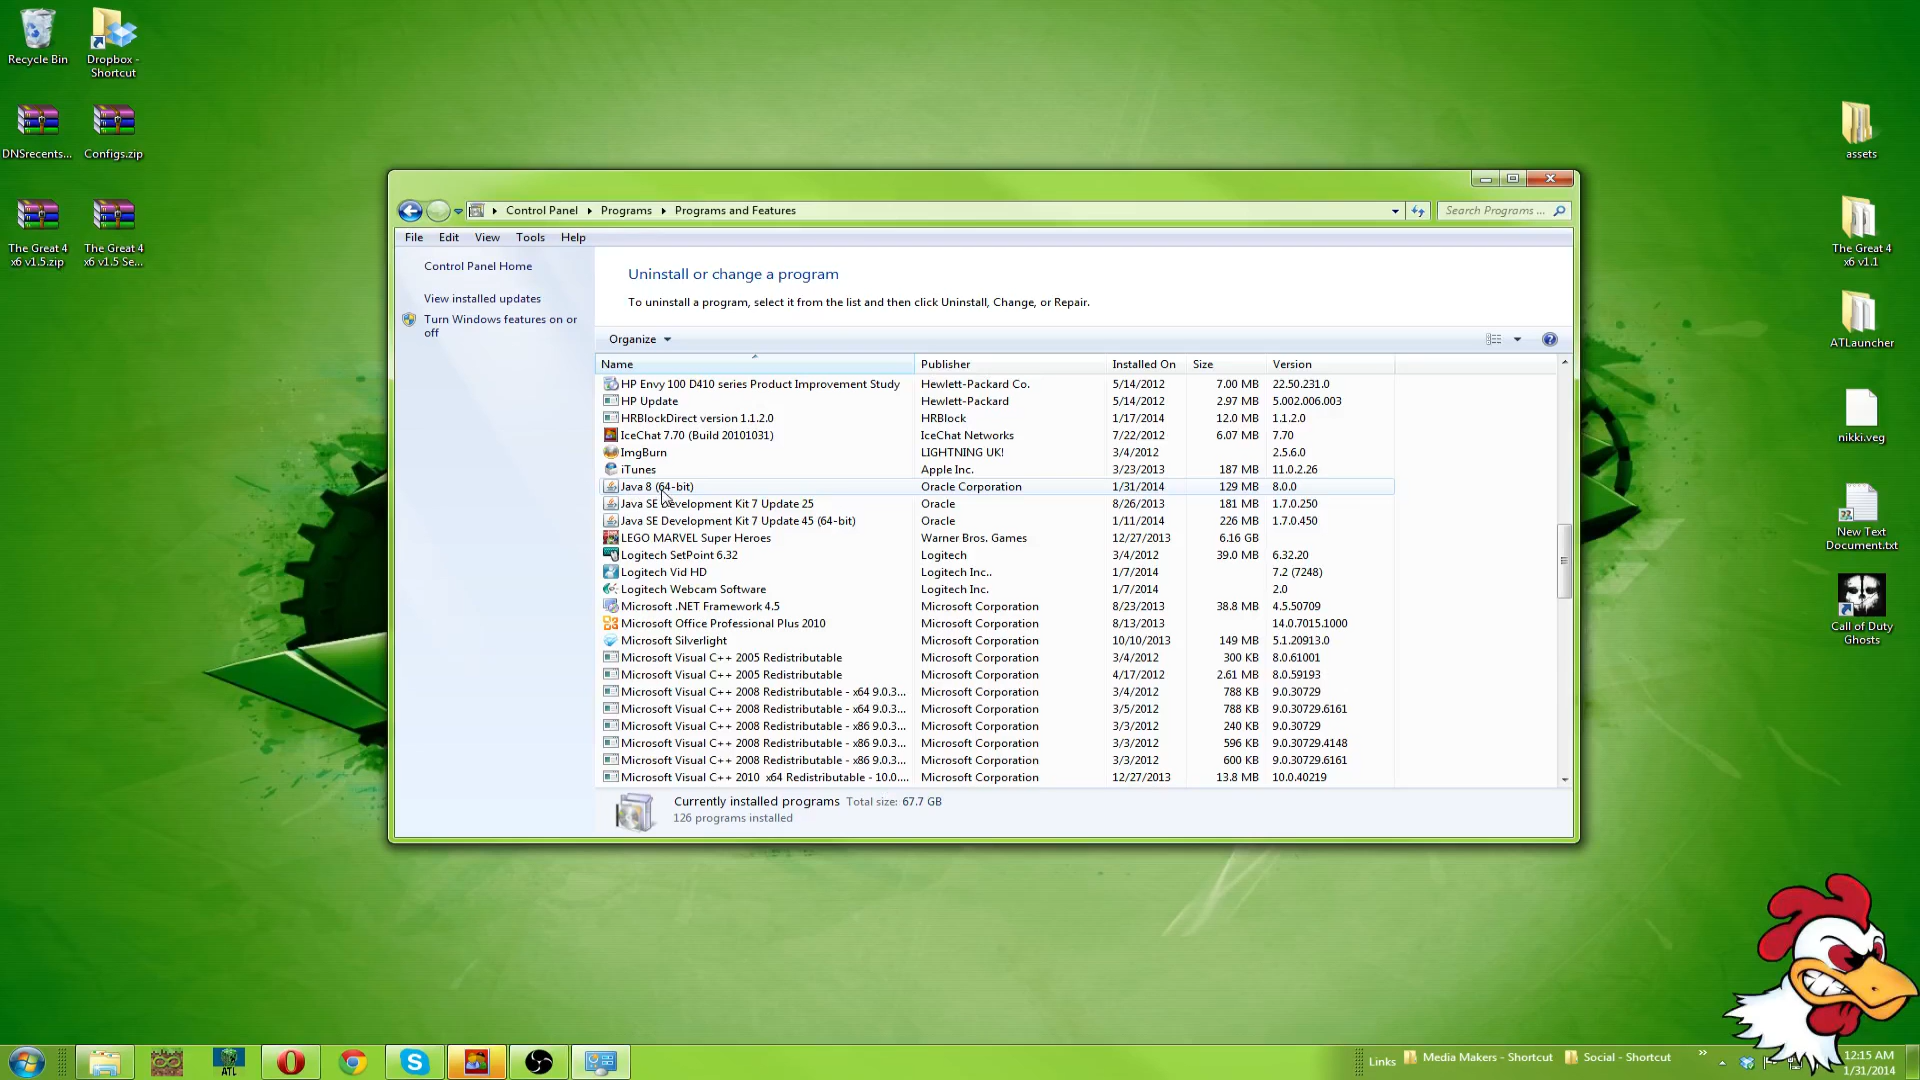 Recycle Bin
Dropbox -
Shortcut
DNSrecents...
Configs.zip
The Great 4
x6 v1.5.zip
The Great 4
x6 v1.5 Se...
Control Panel Programs Programs and Features
Search Programs ...
File Edit View Tools Help
Control Panel Home
View installed updates
Turn Windows features on or
off
Uninstall or change a program
To uninstall a program, select it from the list and then click Uninstall, Change, or Repair.
Organize
Name Publisher Installed On Size Version
HP Envy 100 D410 series Product Improvement Study Hewlett-Packard Co. 5/14/2012 7.00 MB 22.50.231.0
HP Update Hewlett-Packard 5/14/2012 2.97 MB 5.002.006.003
HRBlockDirect version 1.1.2.0 HRBlock 1/17/2014 12.0 MB 1.1.2.0
IceChat 7.70 (Build 20101031) IceChat Networks 7/22/2012 6.07 MB 7.70
ImgBurn LIGHTNING UK! 3/4/2012 2.5.6.0
iTunes Apple Inc. 3/23/2013 187 MB 11.0.2.26
Java 8 (64-bit) Oracle Corporation 1/31/2014 129 MB 8.0.0
Java SE Development Kit 7 Update 25 Oracle 8/26/2013 181 MB 1.7.0.250
Java SE Development Kit 7 Update 45 (64-bit) Oracle 1/11/2014 226 MB 1.7.0.450
LEGO MARVEL Super Heroes Warner Bros. Games 12/27/2013 6.16 GB
Logitech SetPoint 6.32 Logitech 3/4/2012 39.0 MB 6.32.20
Logitech Vid HD Logitech Inc.. 1/7/2014 7.2 (7248)
Logitech Webcam Software Logitech Inc. 1/7/2014 2.0
Microsoft .NET Framework 4.5 Microsoft Corporation 8/23/2013 38.8 MB 4.5.50709
Microsoft Office Professional Plus 2010 Microsoft Corporation 8/13/2013 14.0.7015.1000
Microsoft Silverlight Microsoft Corporation 10/10/2013 149 MB 5.1.20913.0
Microsoft Visual C++ 2005 Redistributable Microsoft Corporation 3/4/2012 300 KB 8.0.61001
Microsoft Visual C++ 2005 Redistributable Microsoft Corporation 4/17/2012 2.61 MB 8.0.59193
Microsoft Visual C++ 2008 Redistributable - x64 9.0.3... Microsoft Corporation 3/4/2012 788 KB 9.0.30729
Microsoft Visual C++ 2008 Redistributable - x64 9.0.3... Microsoft Corporation 3/5/2012 788 KB 9.0.30729.6161
Microsoft Visual C++ 2008 Redistributable - x86 9.0.3... Microsoft Corporation 3/3/2012 240 KB 9.0.30729
Microsoft Visual C++ 2008 Redistributable - x86 9.0.3... Microsoft Corporation 3/3/2012 596 KB 9.0.30729.4148
Microsoft Visual C++ 2008 Redistributable - x86 9.0.3... Microsoft Corporation 3/3/2012 600 KB 9.0.30729.6161
Microsoft Visual C++ 2010 x64 Redistributable - 10.0.... Microsoft Corporation 12/27/2013 13.8 MB 10.0.40219
Currently installed programs Total size: 67.7 GB
126 programs installed
assets
The Great 4
x6 v1.1
ATLauncher
nikki.veg
New Text
Document.txt
Call of Duty
Ghosts
ATL
Links Media Makers - Shortcut Social - Shortcut
12:15 AM
1/31/2014